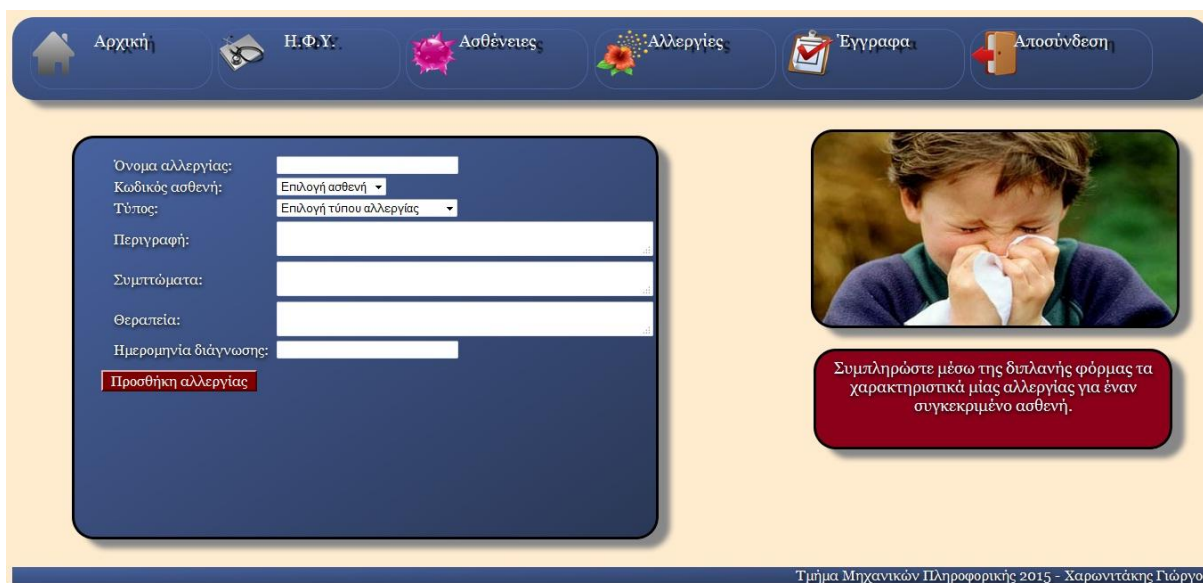 Αρχική
Η.Φ.Υ.
Ασθένειες
Αλλεργίες
Έγγραφα
Αποσύνδεση
Όνομα αλλεργίας:
Κωδικός ασθενή: Επιλογή ασθενή
Τύπος: Επιλογή τύπου αλλεργίας
Περιγραφή:
Συμπτώματα:
Θεραπεία:
Ημερομηνία διάγνωσης:
Προσθήκη αλλεργίας
Συμπληρώστε μέσω της διπλανής φόρμας τα
χαρακτηριστικά μίας αλλεργίας για έναν
συγκεκριμένο ασθενή.
Τμήμα Μηχανικών Πληροφορικής 2015 - Χαρωνιτάκης Γιώργο